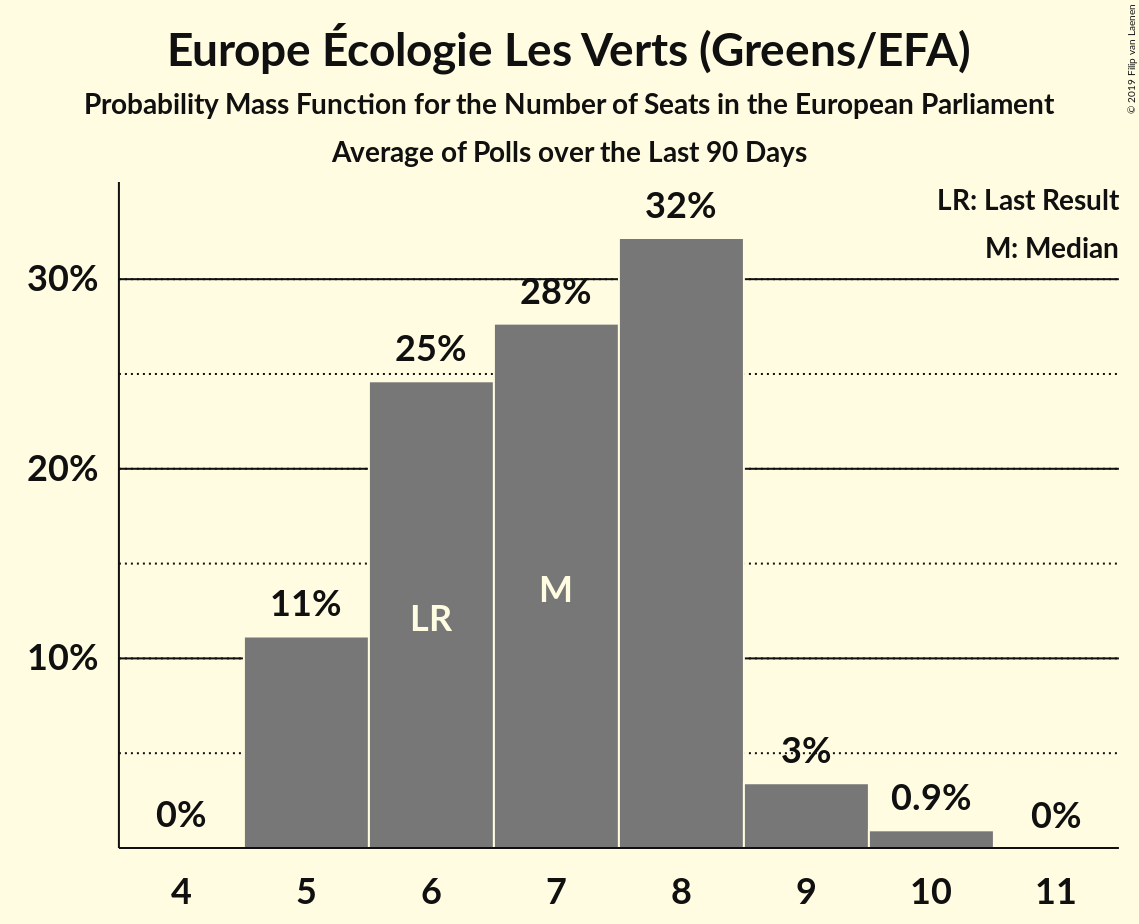 Europe Écologie Les Verts (Greens/EFA)
Probability Mass Function for the Number of Seats in the European Parliament
Average of Polls over the Last 90 Days
© 2019 Filip van Laenen
LR: Last Result
M: Median
30%
20%
10%
0%
11%
25%
28%
32%
3%
0.9%
0%
LR
M
4 5 6 7 8 9 10 11